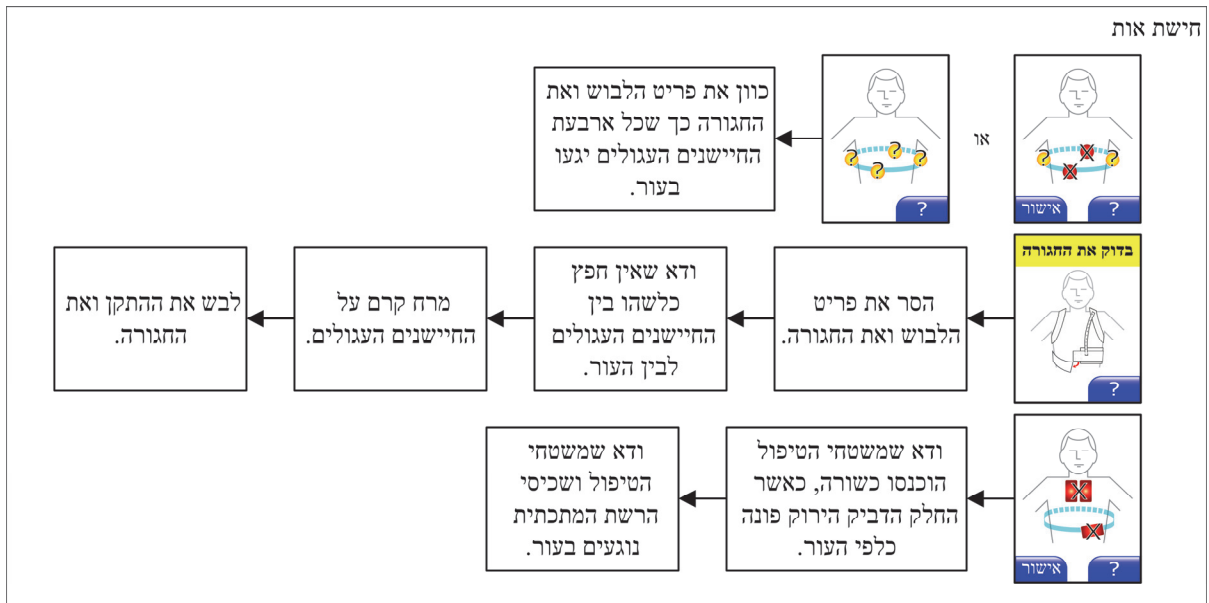 חישת אות
?
אישור
או
?
כוון את פריט הלבוש ואת
החגורה כך שכל ארבעת
החיישנים העגולים יגעו
בעור.
בדוק את החגורה
?
הסר את פריט
הלבוש ואת החגורה.
ודא שאין חפץ
כלשהו בין
החיישנים העגולים
לבין העור.
מרח קרם על
החיישנים העגולים.
לבש את ההתקן ואת
החגורה.
?
אישור
ודא שמשטחי הטיפול
הוכנסו כשורה, כאשר
החלק הדביק הירוק פונה
כלפי העור.
ודא שמשטחי
הטיפול ושכיסי
הרשת המתכתית
נוגעים בעור.